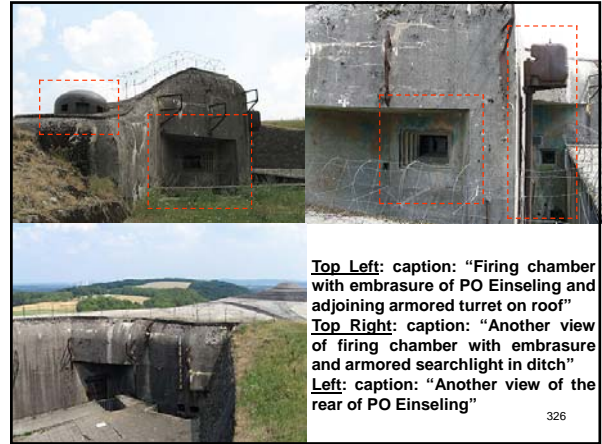 Top Left: caption: “Firing chamber
with embrasure of PO Einseling and
adjoining armored turret on roof”
Top Right: caption: “Another view
of firing chamber with embrasure
and armored searchlight in ditch”
Left: caption: “Another view of the
rear of PO Einseling”
326